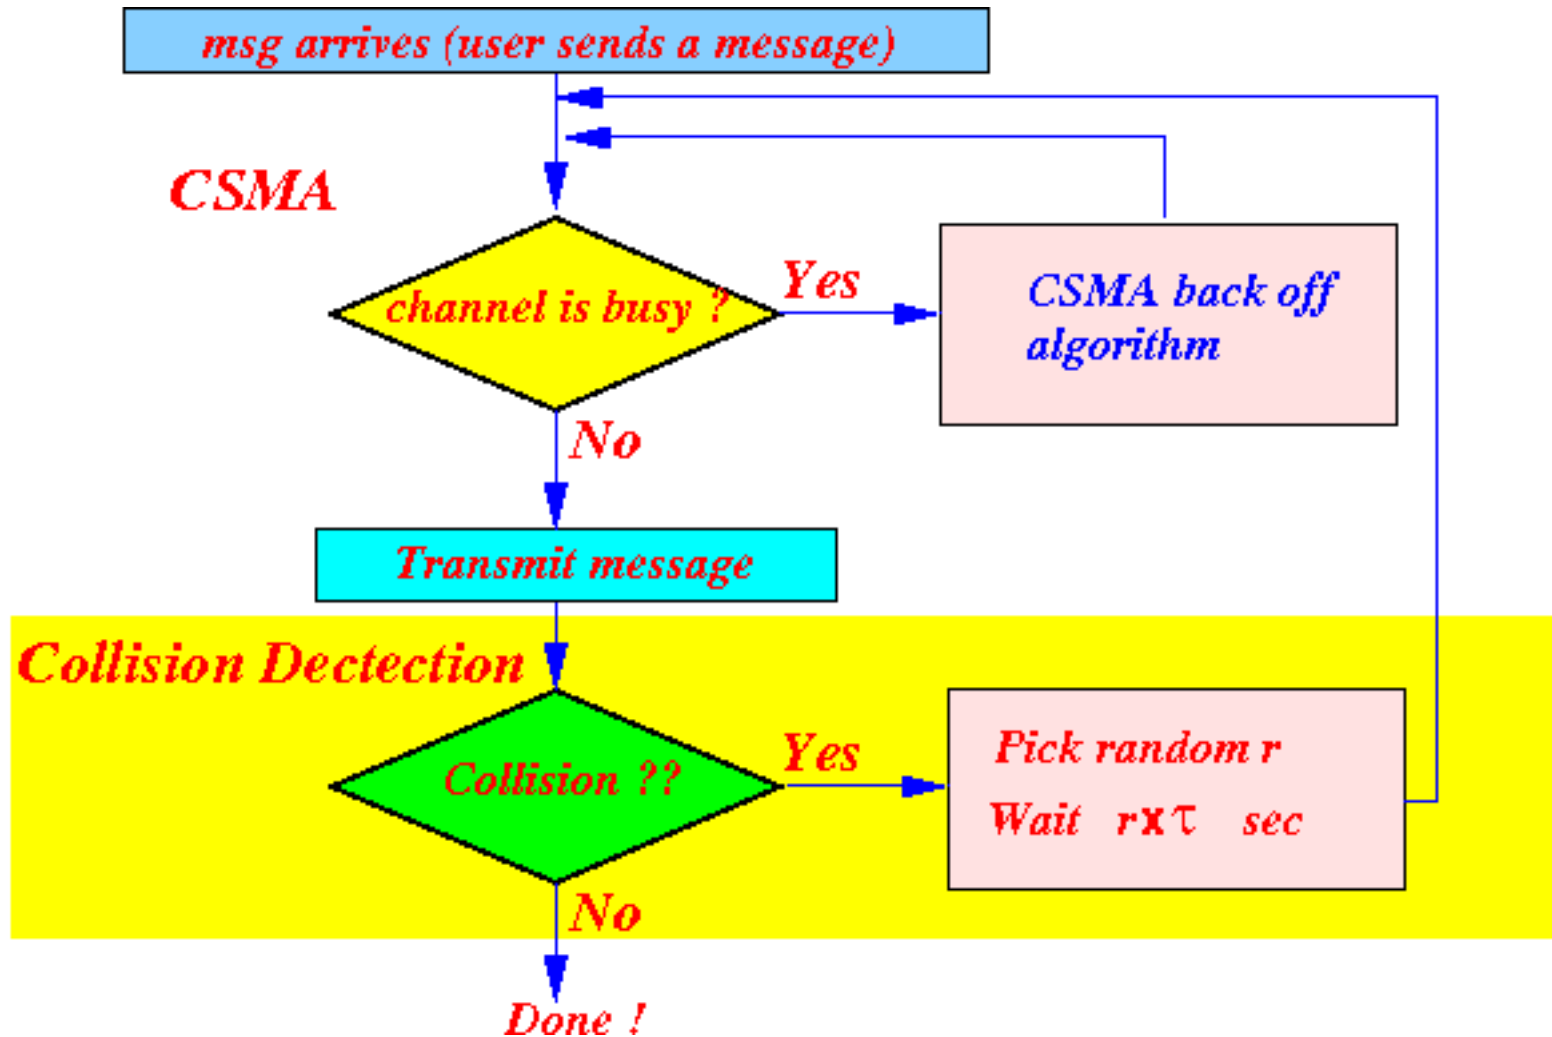 msg arrives (user sends a message)
CSMA
channel is busy ?
Yes
CSMA back off
algorithm
No
Transmit message
Collision Dectection
Collision ??
Yes
Pick random r
Wait r x τ sec
No
Done !